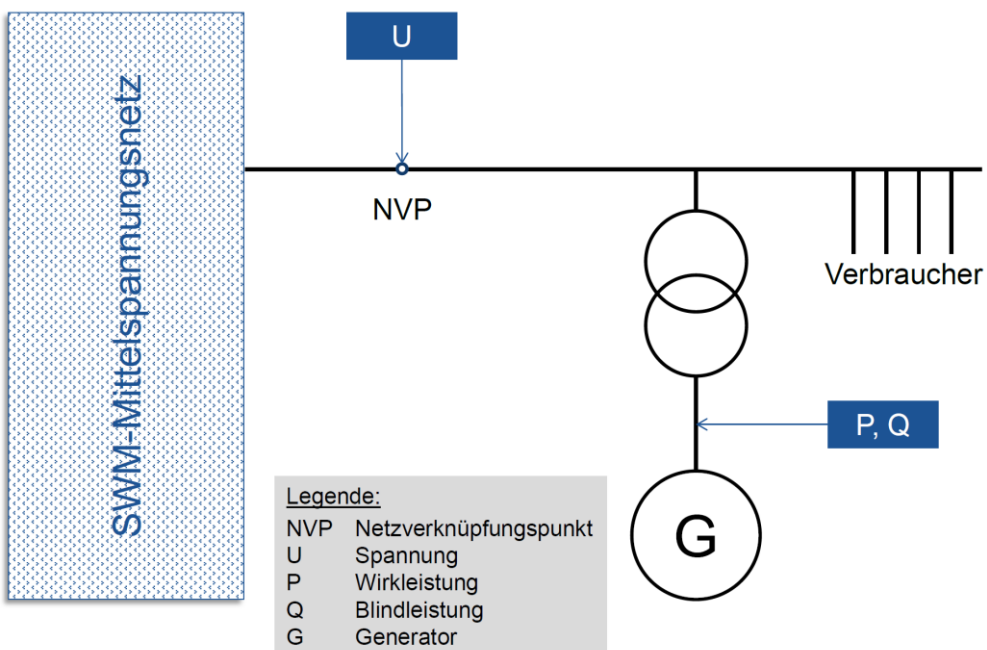 SWM-Mittelspannungsnetz
U
NVP
Verbraucher
P, Q
G
Legende:
NVP Netzverknüpfungspunkt
U Spannung
P Wirkleistung
Q Blindleistung
G Generator